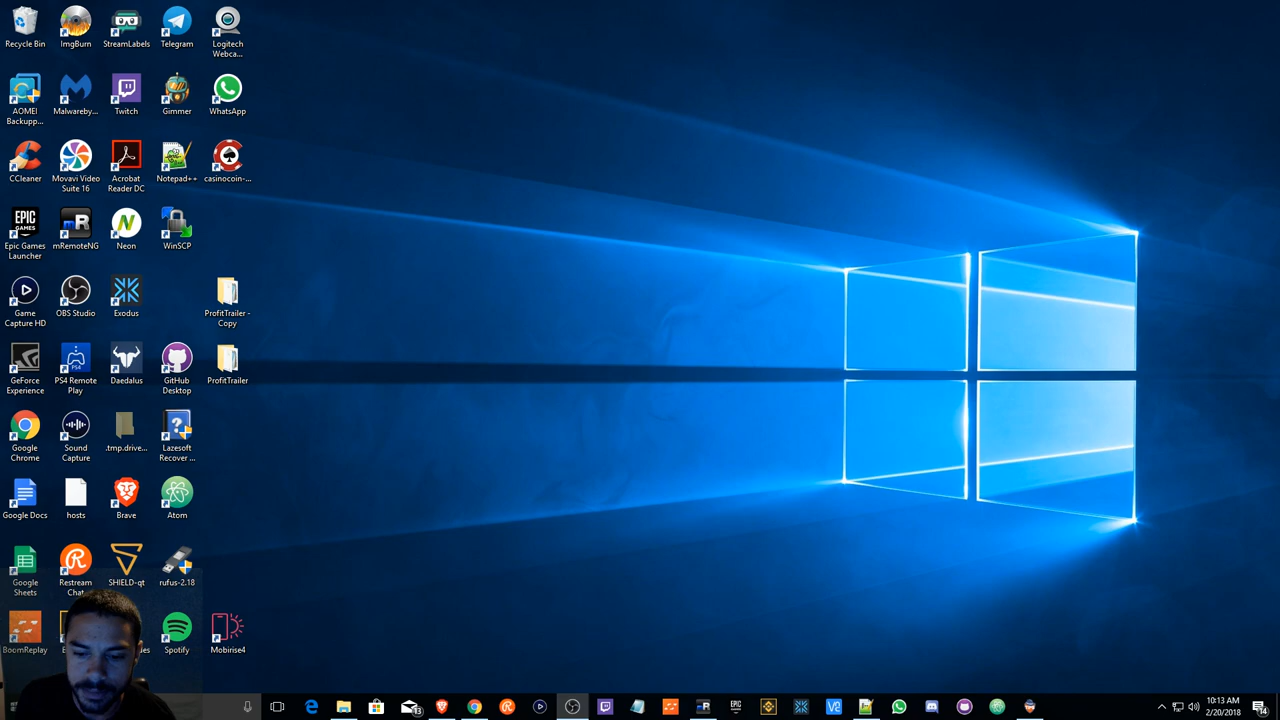 Recycle Bin
ImgBurn
StreamLabels
Telegram
Logitech
Webca...
AOMEI
Backupp...
Malwareby...
Twitch
Gimmer
WhatsApp
CCleaner
Movavi Video
Suite 16
Acrobat
Reader DC
Notepad++
casinocoin-...
EPIC
GAMES
Epic Games
Launcher
mR
mRemoteNG
N
Neon
WinSCP
Game
Capture HD
OBS Studio
Exodus
ProfitTrailer -
Copy
GeForce
Experience
PS4
PS4 Remote
Play
Daedalus
GitHub
Desktop
ProfitTrailer
Google
Chrome
Sound
Capture
.tmp.drive...
Lazesoft
Recover ...
Google Docs
hosts
Brave
Atom
Google
Sheets
Restream
Chat
SHIELD-qt
rufus-2.18
BoomReplay
Spotify
Mobirise4
10:13 AM
2/20/2018